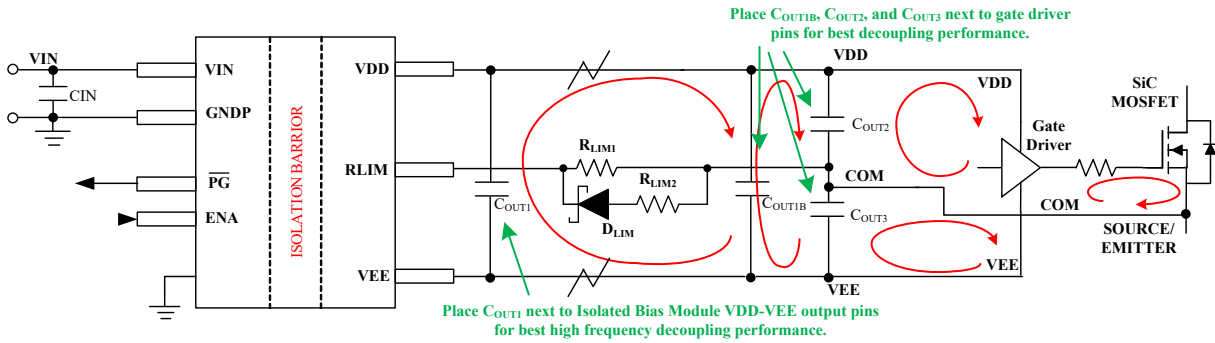 Place COUT1B, COUT2, and COUT3 next to gate driver
pins for best decoupling performance.
VIN
VIN
CIN
GNDP
PG
ENA
ISOLATION BARRIER
VDD
RLIM
VEE
COUT1
RLIM1
RLIM2
DLIM
COUT1B
VDD
COUT2
COM
COUT3
VEE
VDD
Gate
Driver
COM
VEE
SiC
MOSFET
SOURCE/
EMITTER
Place COUT1 next to Isolated Bias Module VDD-VEE output pins
for best high frequency decoupling performance.